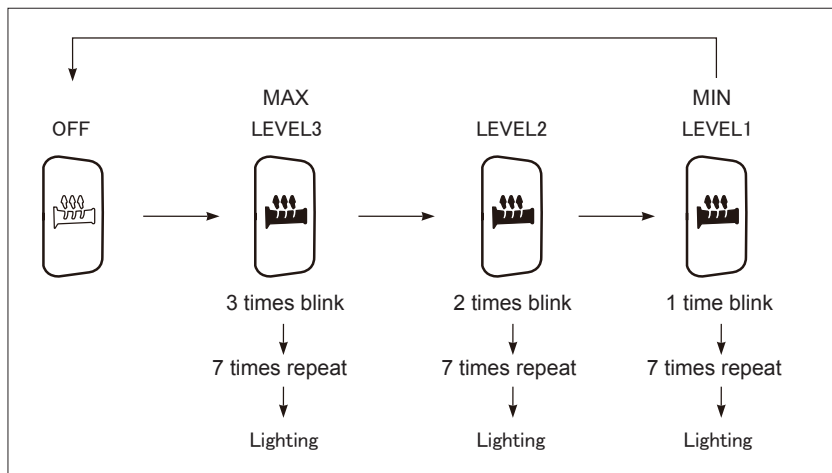 MAX
MIN
OFF
LEVEL3
LEVEL2
LEVEL1
3 times blink
2 times blink
1 time blink
7 times repeat
7 times repeat
7 times repeat
Lighting
Lighting
Lighting